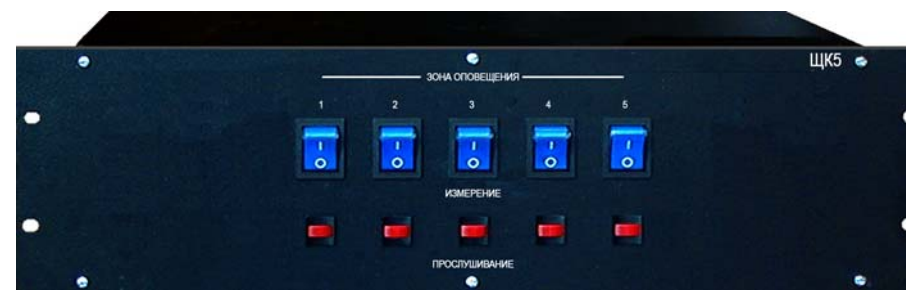 ЩК5
ЗОНА ОПОВЕЩЕНИЯ
1 2 3 4 5
ИЗМЕРЕНИЕ
ПРОСЛУШИВАНИЕ